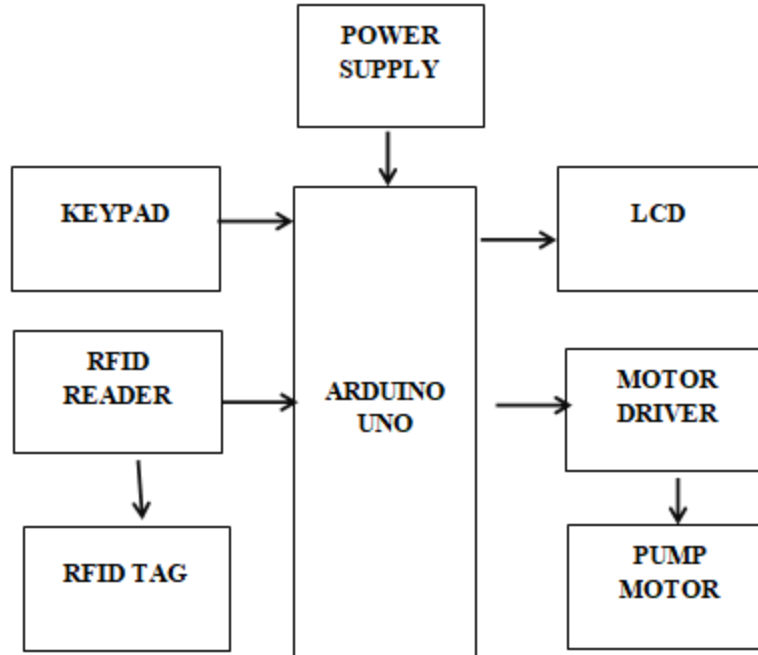 POWER
SUPPLY
KEYPAD
LCD
RFID
READER
ARDUINO
UNO
MOTOR
DRIVER
RFID TAG
PUMP
MOTOR